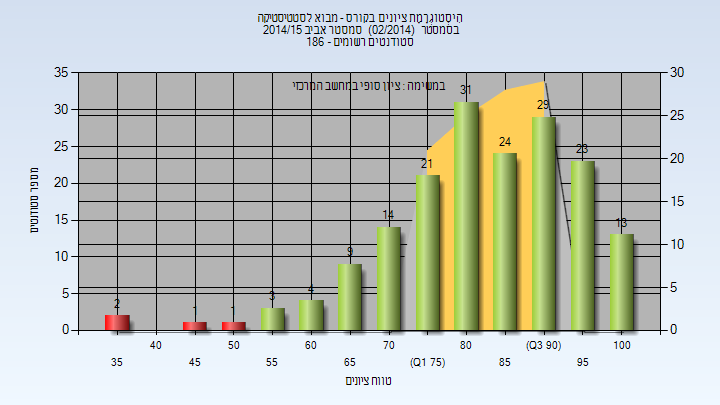 הִיסְטוֹגְרַמַת ציונים בקורס - מבוא לסטטיסטיקה
בסמסטר (02/2014) סמסטר אביב 2014/15
סטודנטים רשומים - 186
במשימה : ציון סופי במחשב המרכזי
מספר סטודנטים
35 30 25 20 15 10 5 0
30 25 20 15 10 5 0
2 1 1 3 4 9 14 21 31 24 29 23 13
40 50 60 70 80 (Q3 90) 100
35 45 55 65 (Q1 75) 85 95
טווח ציונים